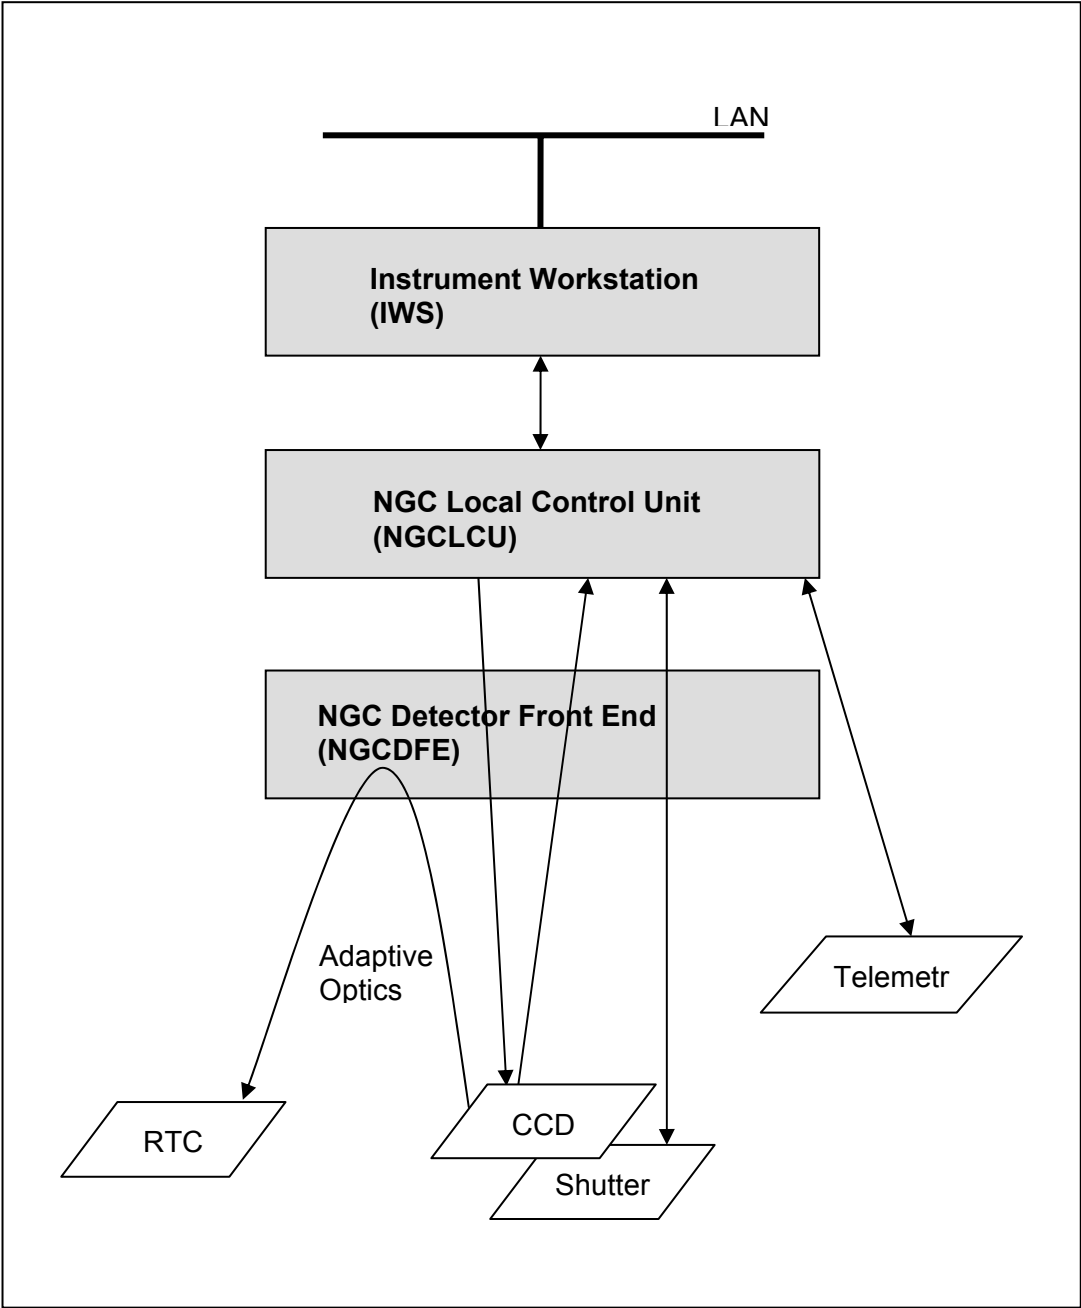 LAN
Instrument Workstation
(IWS)
NGC Local Control Unit
(NGCLCU)
NGC Detector Front End
(NGCDFE)
Adaptive
Optics
Telemetr
RTC
CCD
Shutter